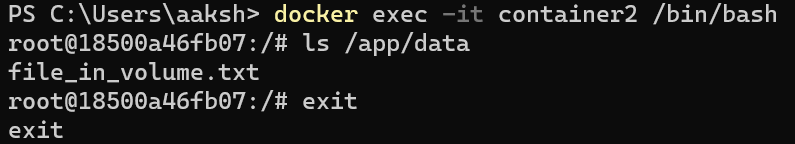 PS C:\Users\aaksh> docker exec -it container2 /bin/bash
root@18500a46fb07:/# ls /app/data
file_in_volume.txt
root@18500a46fb07:/# exit
exit